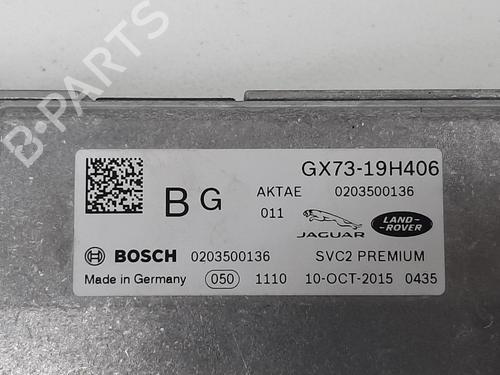 GX73-19H406
B G
AKTAE 0203500136
011
JAGUAR
LAND-
ROVER
BOSCH 0203500136 SVC2 PREMIUM
Made in Germany 050 1110 10-OCT-2015 0435
B-PARTS